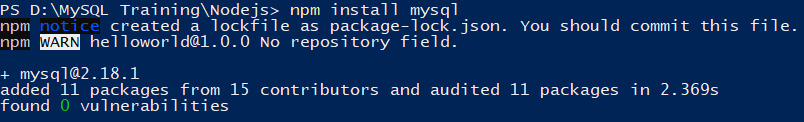 PS D:\MySQL Training\Nodejs> npm install mysql
npm notice created a lockfile as package-lock.json. You should commit this file.
npm WARN helloworld@1.0.0 No repository field.
+ mysql@2.18.1
added 11 packages from 15 contributors and audited 11 packages in 2.369s
found 0 vulnerabilities